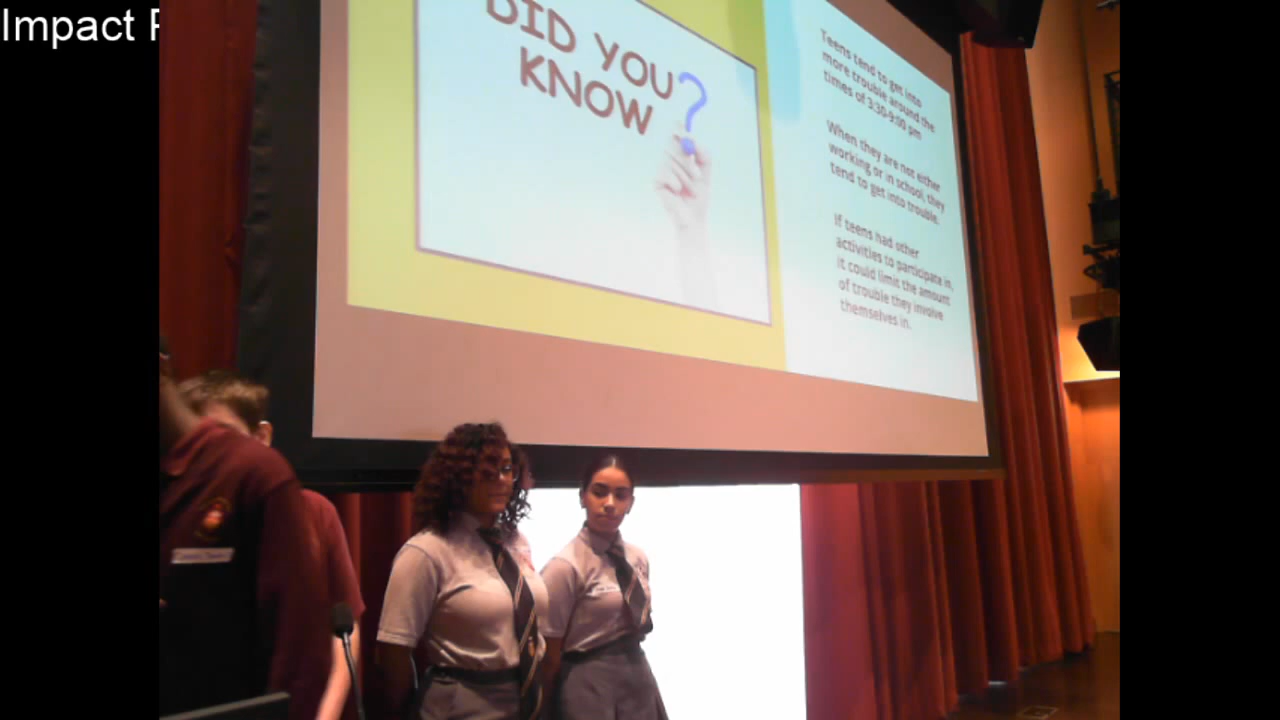 Impact
DID YOU
KNOW?
Teens tend to get into
more trouble around the
times of 3:30-9:00 pm
When they are not either
working or in school, they
tend to get into trouble.
If teens had other
activities to participate in,
it could limit the amount
of trouble they involve
themselves in.